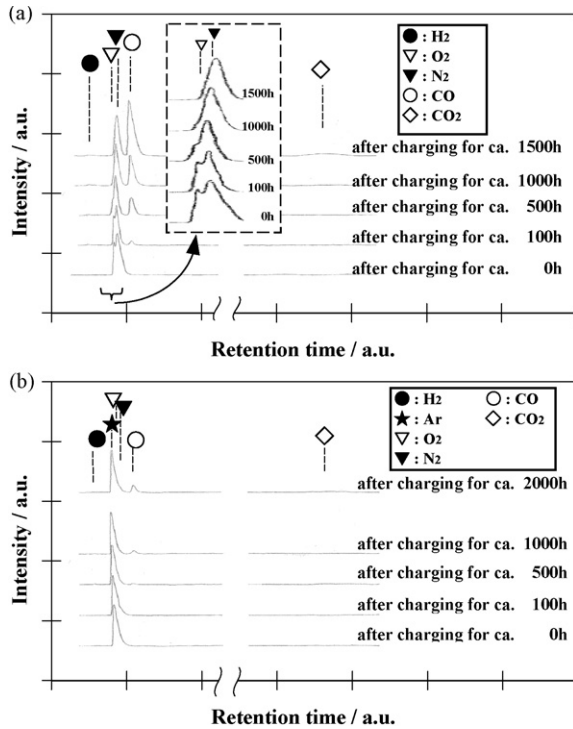 (a)
: H2
: O2
: N2
: CO
: CO2
1500h
1000h
500h
100h
0h
after charging for ca. 1500h
after charging for ca. 1000h
after charging for ca. 500h
after charging for ca. 100h
after charging for ca. 0h
Intensity / a.u.
Retention time / a.u.
(b)
: H2 : CO
: Ar : CO2
: O2
: N2
after charging for ca. 2000h
after charging for ca. 1000h
after charging for ca. 500h
after charging for ca. 100h
after charging for ca. 0h
Intensity / a.u.
Retention time / a.u.